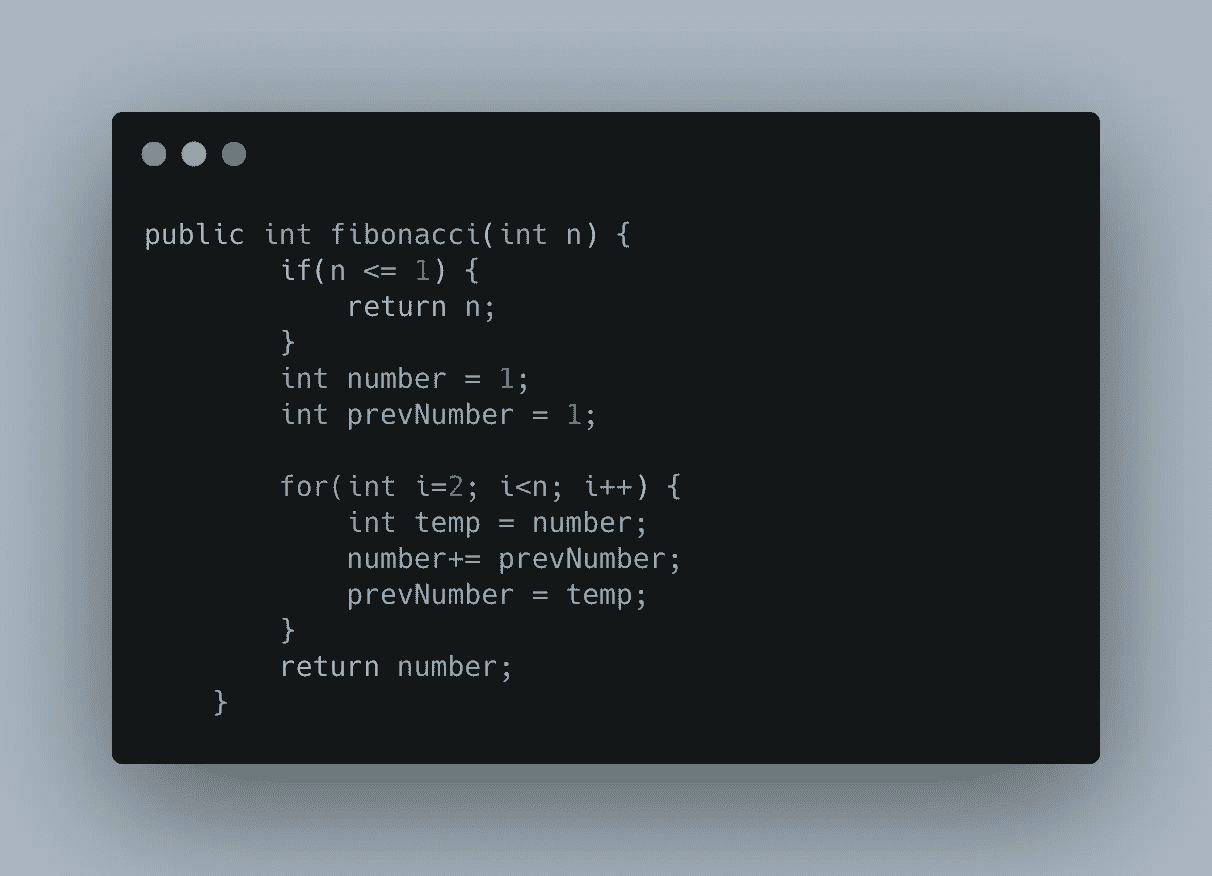 public int fibonacci(int n) {
        if(n <= 1) {
            return n;
        }
        int number = 1;
        int prevNumber = 1;

        for(int i=2; i<n; i++) {
            int temp = number;
            number+= prevNumber;
            prevNumber = temp;
        }
        return number;
    }